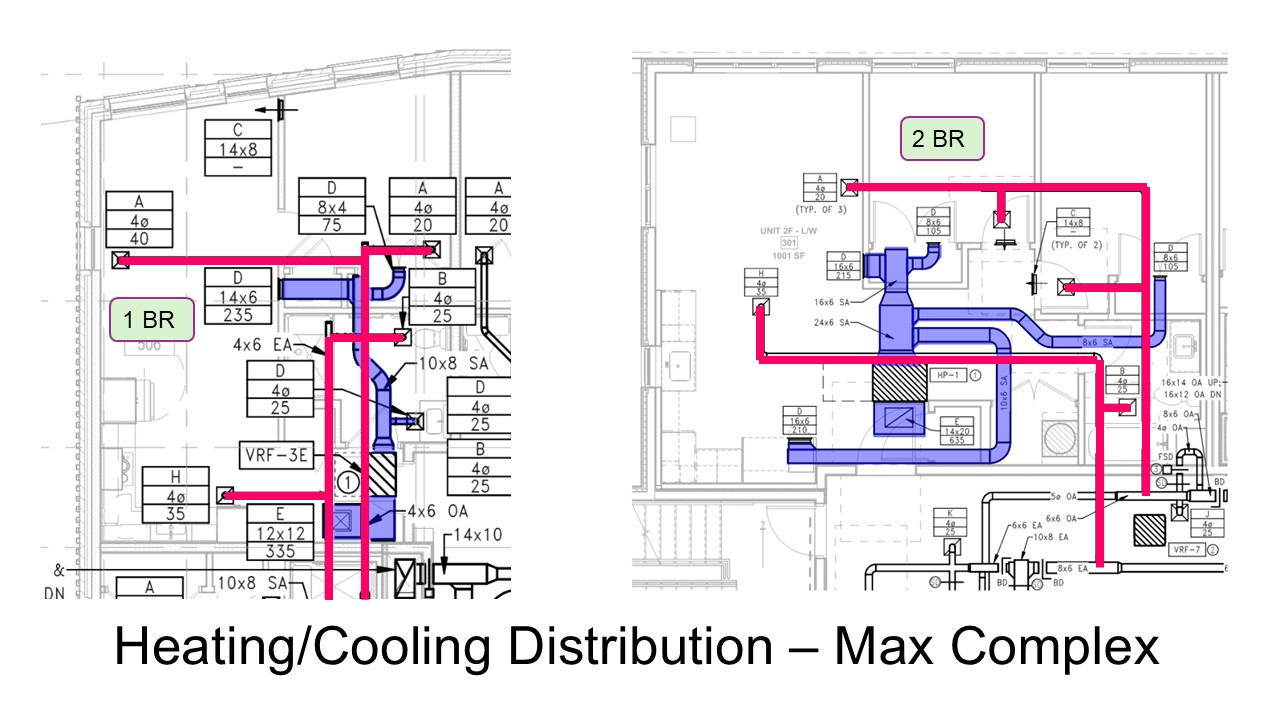 C
14x8
–
A
4ø
40
D
8x4
75
A
4ø
20
A
4ø
20
D
14x6
235
B
4ø
25
1 BR
506
4x6 EA
10x8 SA
D
4ø
25
D
4ø
25
VRF-3E
B
4ø
25
1
H
4ø
35
E
12x12
335
4x6 OA
14x10
&
DN
A
10x8 SA
2 BR
A
4ø
20
(TYP. OF 3)
D
8x6
105
C
14x8
–
(TYP. OF 2)
UNIT 2F - L/W
301
1001 SF
D
16x6
215
D
8x6
105
H
4ø
35
16x6 SA
24x6 SA
8x6 SA
HP-1
1
10x6 SA
B
4ø
25
16x14 OA UP;
16x12 OA DN
D
16x6
210
E
14x20
635
8x6 OA
4ø OA
FSD
3
SD
BD
5ø OA
K
4ø
25
6x6 OA
J
4ø
25
6x6 EA
10x8 EA
VRF-7
2
8x6 EA
SD
BD
SD
BD
?
Heating/Cooling Distribution – Max Complex